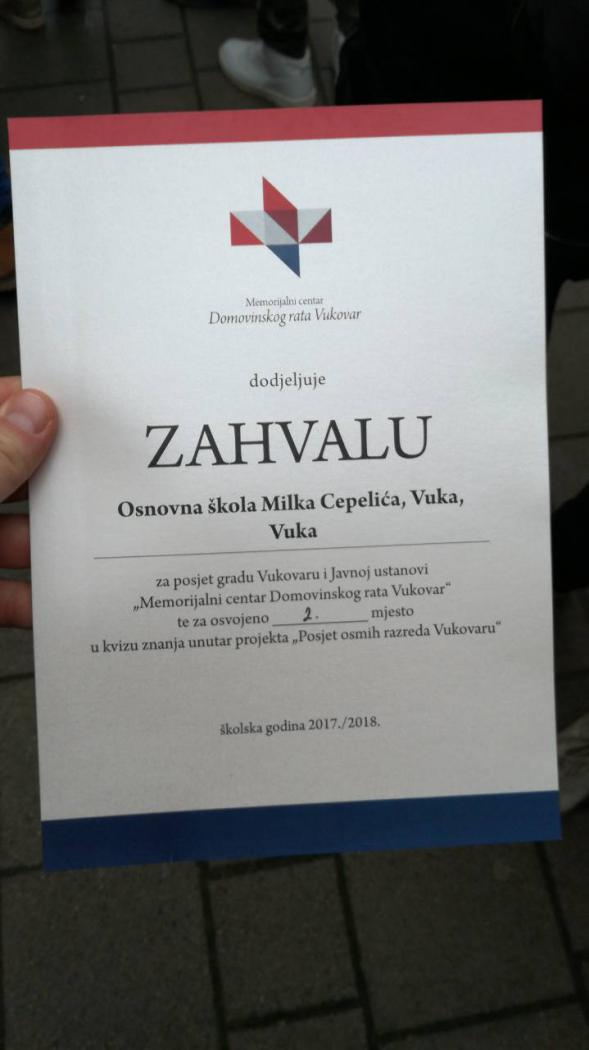 Memorijalni centar
Domovinskog rata Vukovar
dodjeljuje
ZAHVALU
Osnovna škola Milka Cepelića, Vuka,
Vuka
za posjet gradu Vukovaru i Javnoj ustanovi
„Memorijalni centar Domovinskog rata Vukovar“
te za osvojeno 2. mjesto
u kvizu znanja unutar projekta „Posjet osmih razreda Vukovaru“
školska godina 2017./2018.